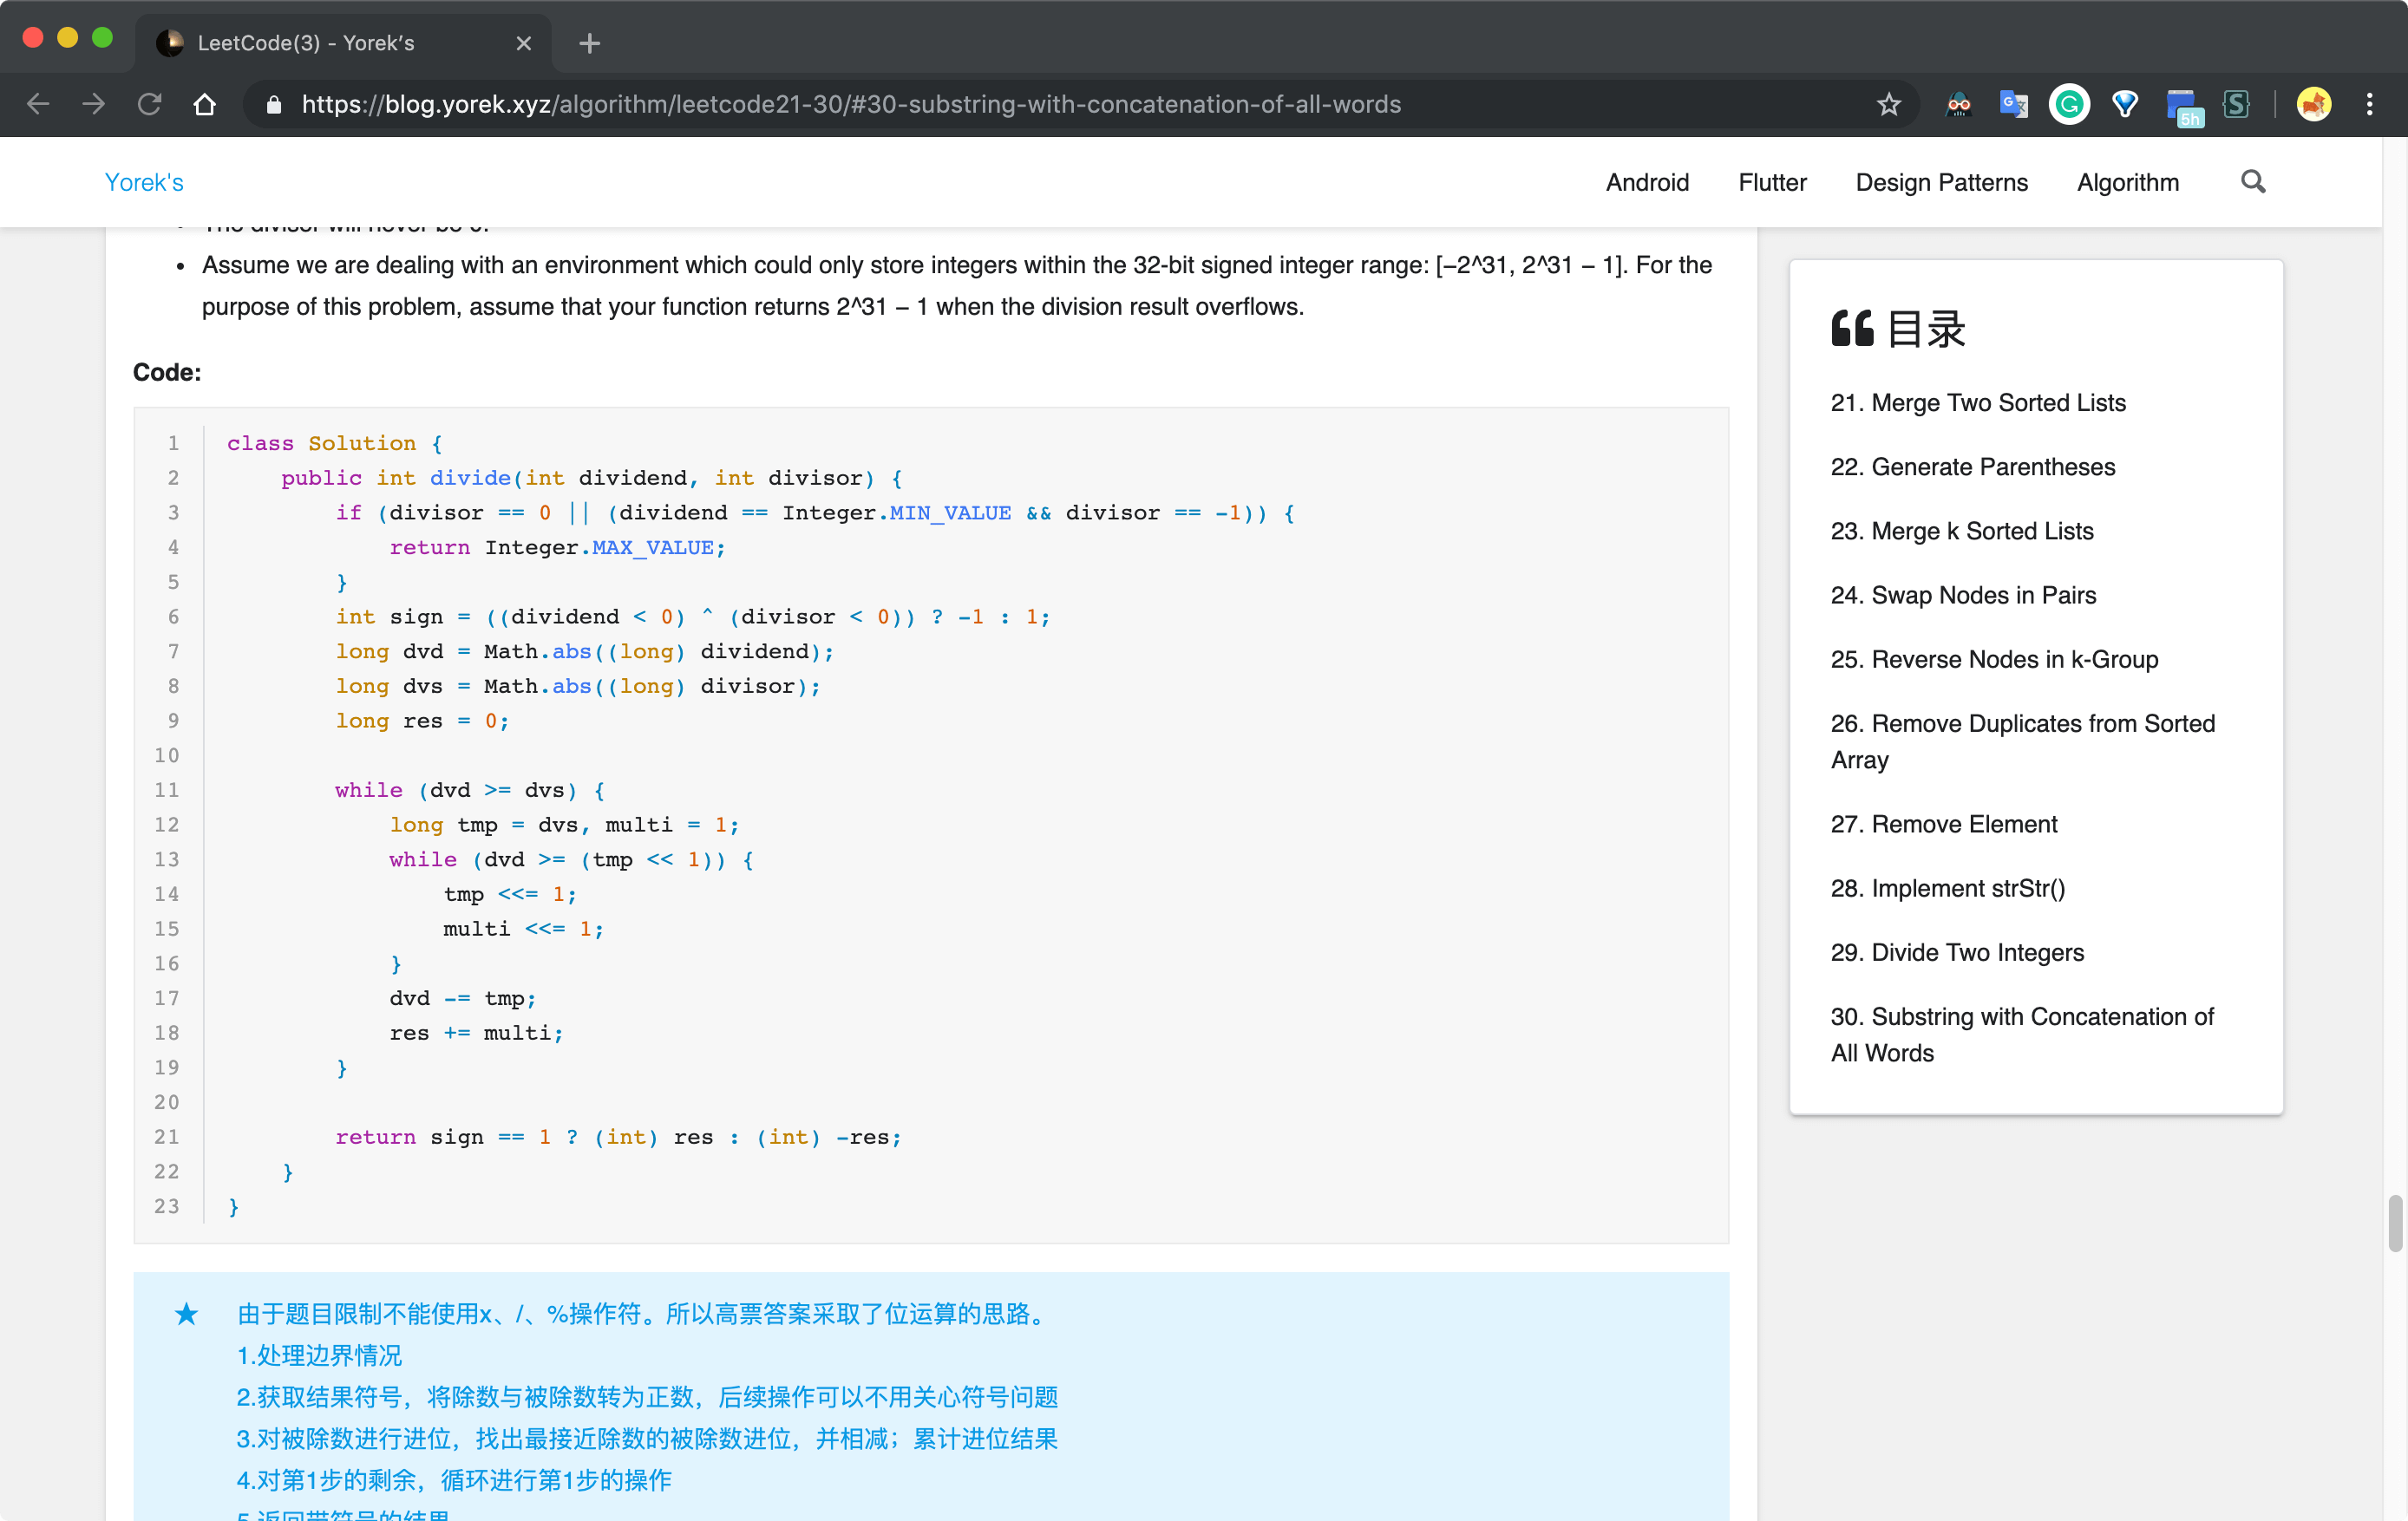 LeetCode(3) - Yorek's
https://blog.yorek.xyz/algorithm/leetcode21-30/#30-substring-with-concatenation-of-all-words
5h
Yorek's
Android
Flutter
Design Patterns
Algorithm
The divisor will never be 0.
Assume we are dealing with an environment which could only store integers within the 32-bit signed integer range: [−2^31, 2^31 − 1]. For the
purpose of this problem, assume that your function returns 2^31 − 1 when the division result overflows.
Code:
1 class Solution {
2     public int divide(int dividend, int divisor) {
3         if (divisor == 0 || (dividend == Integer.MIN_VALUE && divisor == -1)) {
4             return Integer.MAX_VALUE;
5         }
6         int sign = ((dividend < 0) ^ (divisor < 0)) ? -1 : 1;
7         long dvd = Math.abs((long) dividend);
8         long dvs = Math.abs((long) divisor);
9         long res = 0;
10
11         while (dvd >= dvs) {
12             long tmp = dvs, multi = 1;
13             while (dvd >= (tmp << 1)) {
14                 tmp <<= 1;
15                 multi <<= 1;
16             }
17             dvd -= tmp;
18             res += multi;
19         }
20
21         return sign == 1 ? (int) res : (int) -res;
22     }
23 }
★ 由于题目限制不能使用x、/、%操作符。所以高票答案采取了位运算的思路。
1.处理边界情况
2.获取结果符号，将除数与被除数转为正数，后续操作可以不用关心符号问题
3.对被除数进行进位，找出最接近除数的被除数进位，并相减；累计进位结果
4.对第1步的剩余，循环进行第1步的操作
5.返回带符号的结果
目录
21. Merge Two Sorted Lists
22. Generate Parentheses
23. Merge k Sorted Lists
24. Swap Nodes in Pairs
25. Reverse Nodes in k-Group
26. Remove Duplicates from Sorted
Array
27. Remove Element
28. Implement strStr()
29. Divide Two Integers
30. Substring with Concatenation of
All Words